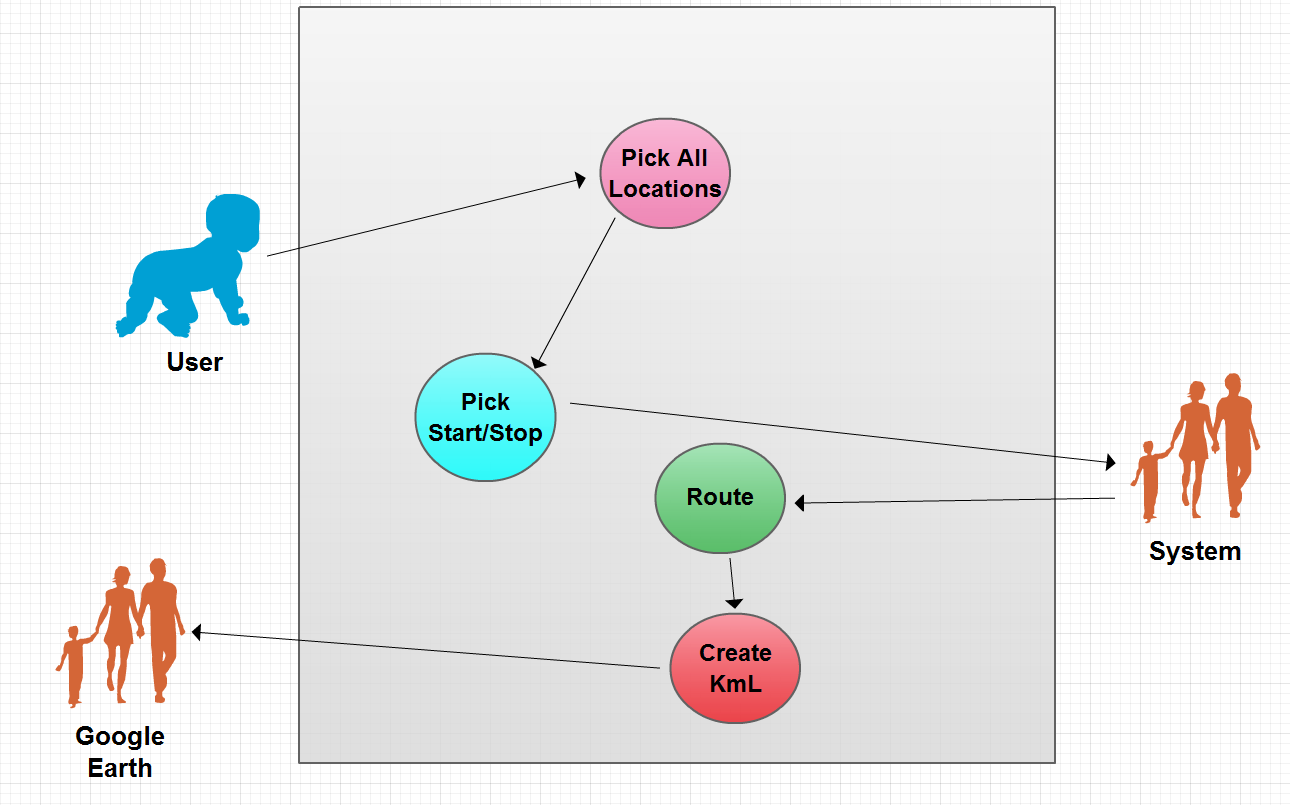 Pick All
Locations
User
Pick
Start/Stop
Route
System
Create
KmL
Google
Earth